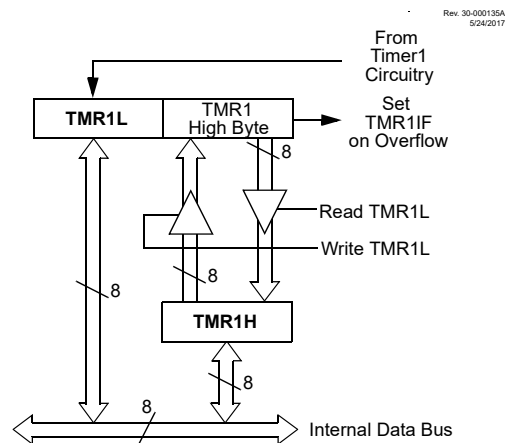 Rev. 30-000135A
5/24/2017
From
Timer1
Circuitry
TMR1L
TMR1
High Byte
Set
TMR1IF
on Overflow
8
Read TMR1L
Write TMR1L
8
8
TMR1H
8
8
Internal Data Bus